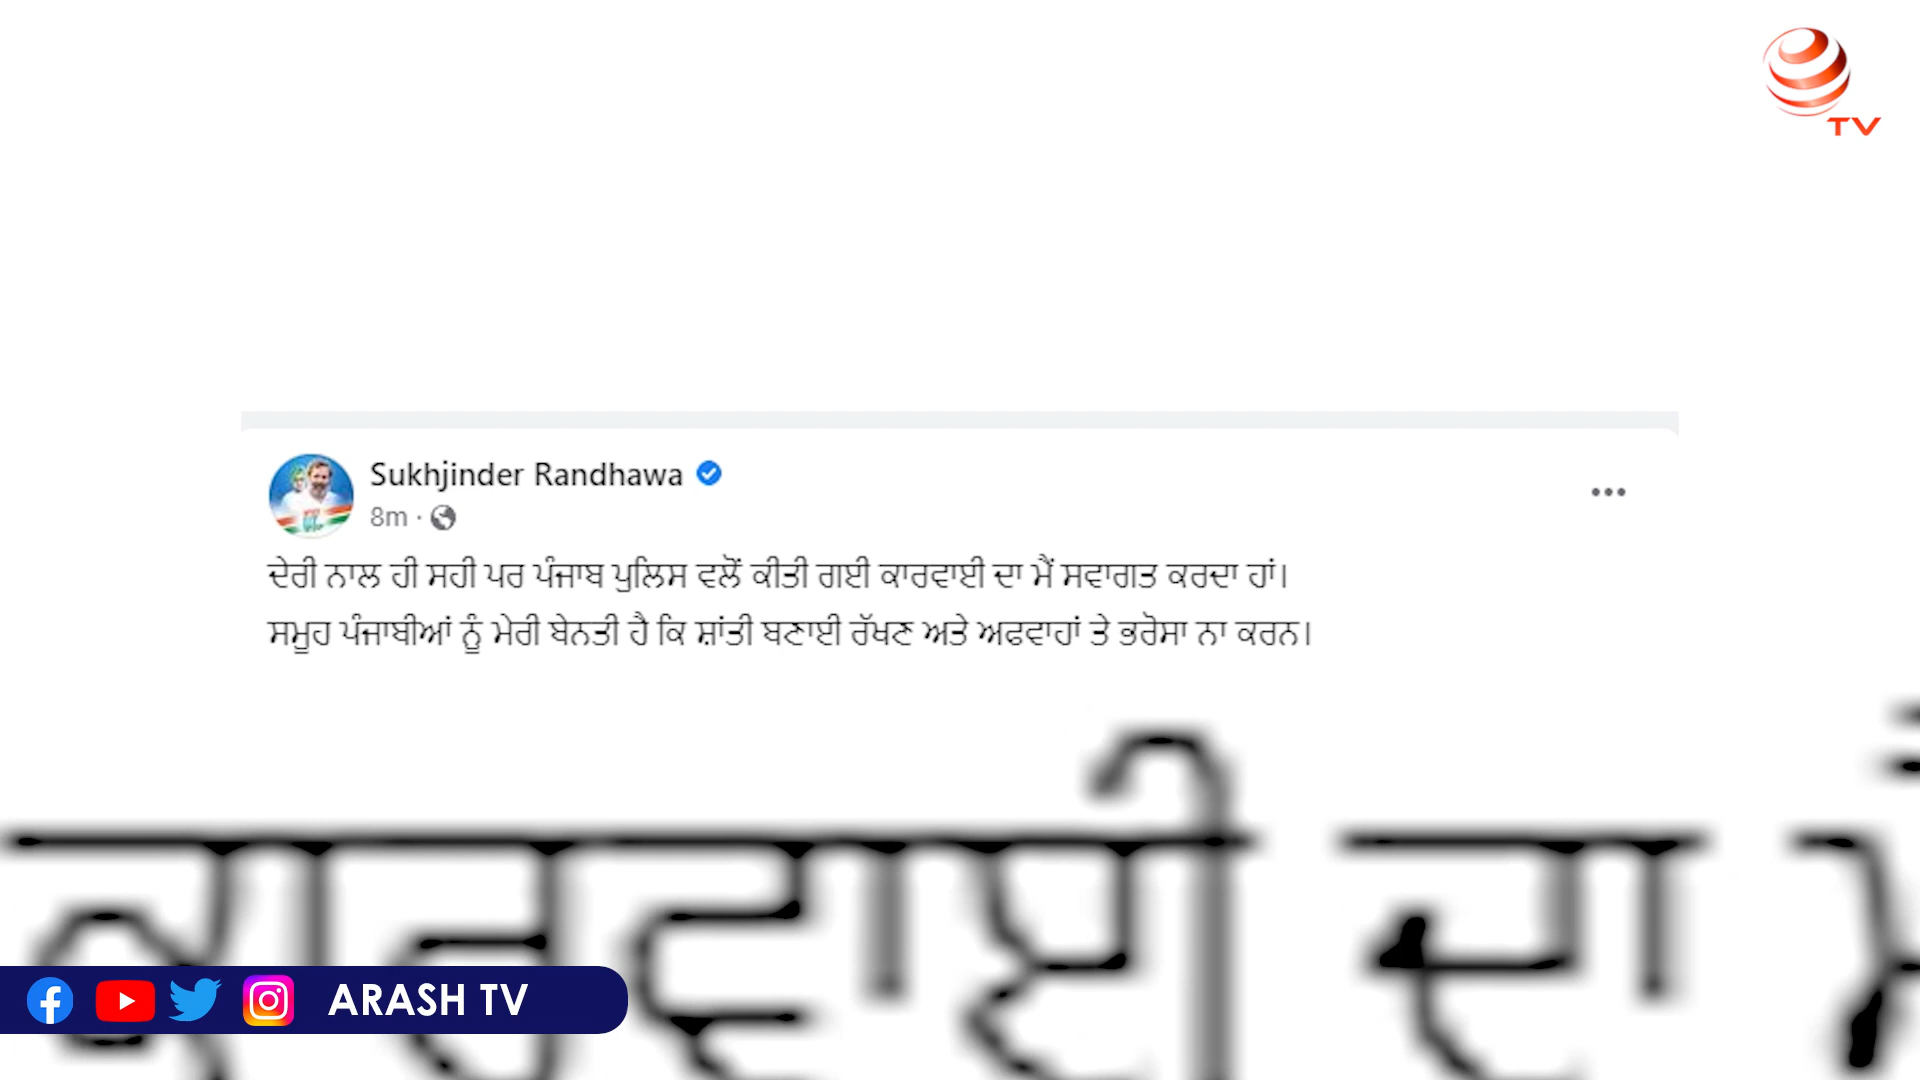 TV
Sukhjinder Randhawa
8m ·
ਦੇਰੀ ਨਾਲ ਹੀ ਸਹੀ ਪਰ ਪੰਜਾਬ ਪੁਲਿਸ ਵਲੋਂ ਕੀਤੀ ਗਈ ਕਾਰਵਾਈ ਦਾ ਮੈਂ ਸਵਾਗਤ ਕਰਦਾ ਹਾਂ।
ਸਮੂਹ ਪੰਜਾਬੀਆਂ ਨੂੰ ਮੇਰੀ ਬੇਨਤੀ ਹੈ ਕਿ ਸ਼ਾਂਤੀ ਬਣਾਈ ਰੱਖਣ ਅਤੇ ਅਫਵਾਹਾਂ ਤੇ ਭਰੋਸਾ ਨਾ ਕਰਨ।
ਕਾਰਵਾਈ ਦਾ
ARASH TV